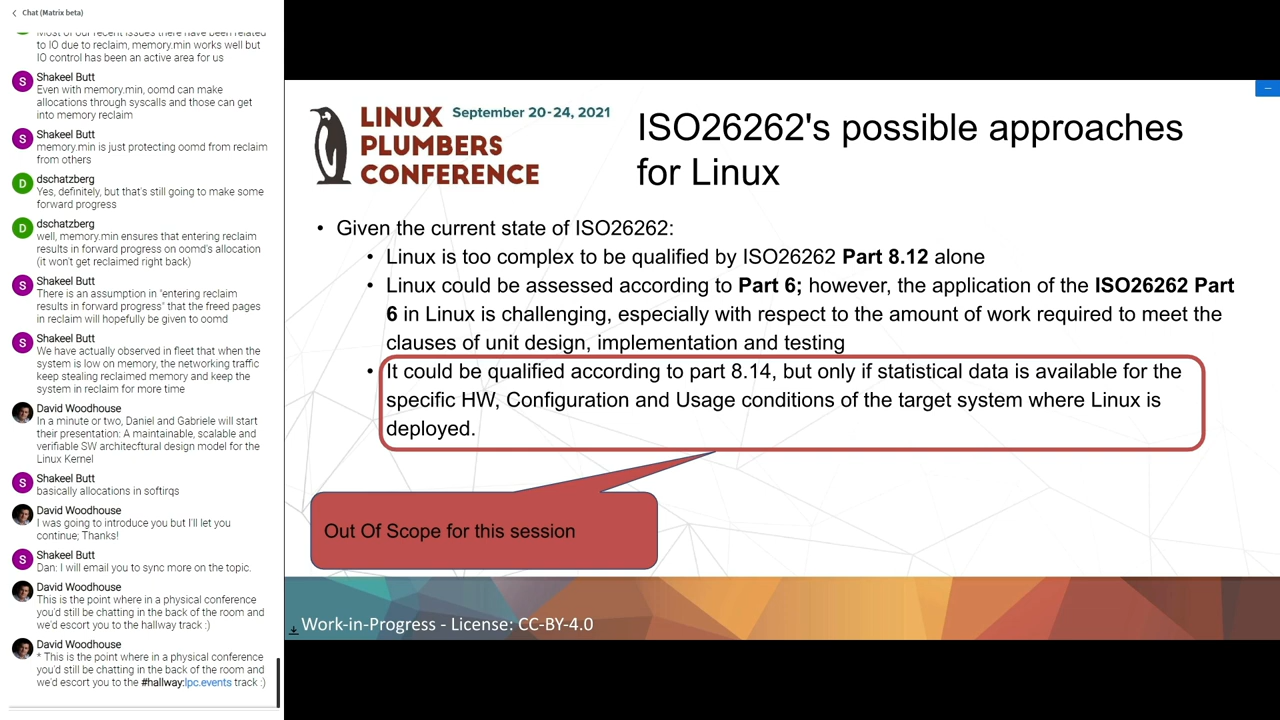 Chat (Matrix beta)
Most of our recent issues there have been related
to IO due to reclaim, memory.min works well but
IO control has been an active area for us
Shakeel Butt
Even with memory.min, oomd can make
allocations through syscalls and those can get
into memory reclaim
Shakeel Butt
memory.min is just protecting oomd from reclaim
from others
dschatzberg
Yes, definitely, but that's still going to make some
forward progress
dschatzberg
well, memory.min ensures that entering reclaim
results in forward progress on oomd's allocation
(it won't get reclaimed right back)
Shakeel Butt
There is an assumption in "entering reclaim
results in forward progress" that the freed pages
in reclaim will hopefully be given to oomd
Shakeel Butt
We have actually observed in fleet that when the
system is low on memory, the networking traffic
keep stealing reclaimed memory and keep the
system in reclaim for more time
David Woodhouse
In a minute or two, Daniel and Gabriele will start
their presentation: A maintainable, scalable and
verifiable SW architecftural design model for the
Linux Kernel
Shakeel Butt
basically allocations in softirqs
David Woodhouse
I was going to introduce you but I'll let you
continue; Thanks!
Shakeel Butt
Dan: I will email you to sync more on the topic.
David Woodhouse
This is the point where in a physical conference
you'd still be chatting in the back of the room and
we'd escort you to the hallway track :)
David Woodhouse
* This is the point where in a physical conference
you'd still be chatting in the back of the room and
we'd escort you to the #hallway:lpc.events track :)
S
S
D
D
S
S
S
S
LINUX
PLUMBERS
CONFERENCE
September 20-24, 2021
ISO26262's possible approaches
for Linux
• Given the current state of ISO26262:
• Linux is too complex to be qualified by ISO26262 Part 8.12 alone
• Linux could be assessed according to Part 6; however, the application of the ISO26262 Part
6 in Linux is challenging, especially with respect to the amount of work required to meet the
clauses of unit design, implementation and testing
• It could be qualified according to part 8.14, but only if statistical data is available for the
specific HW, Configuration and Usage conditions of the target system where Linux is
deployed.
Out Of Scope for this session
Work-in-Progress - License: CC-BY-4.0